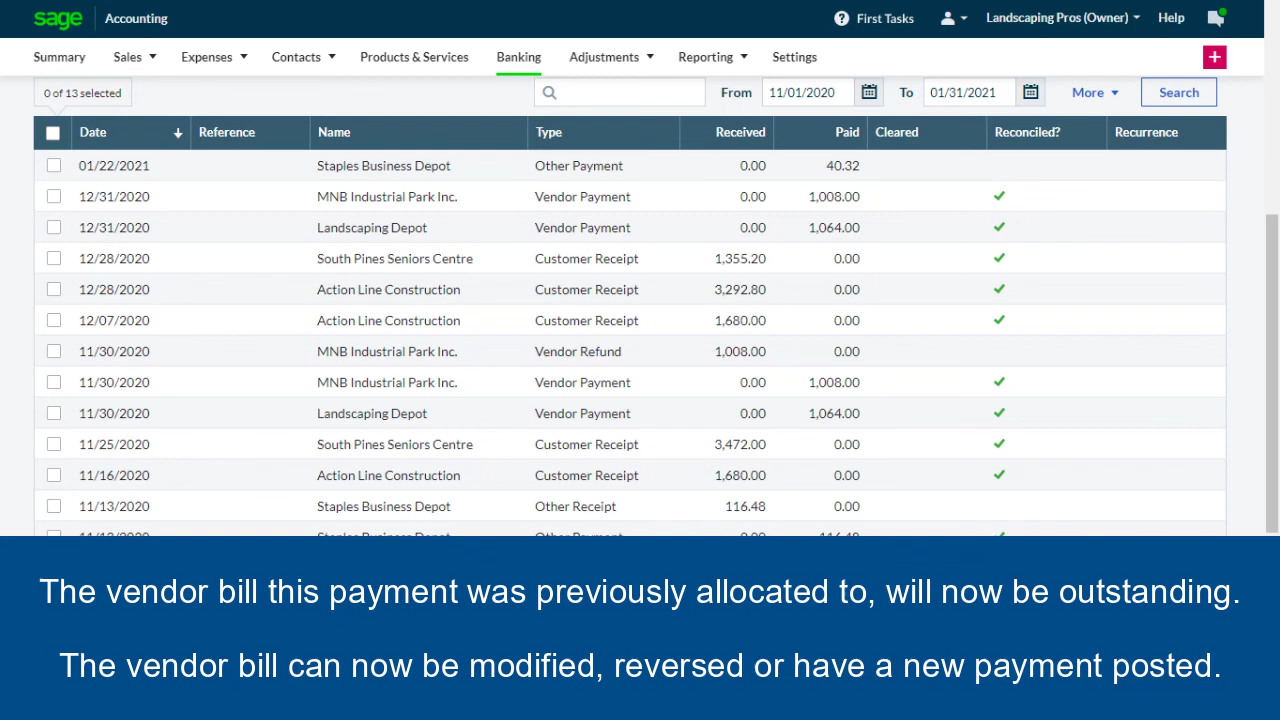 sage Accounting First Tasks Landscaping Pros (Owner) Help
Summary Sales Expenses Contacts Products & Services Banking Adjustments Reporting Settings +
0 of 13 selected From 11/01/2020 To 01/31/2021 More Search
Date Reference Name Type Received Paid Cleared Reconciled? Recurrence
01/22/2021 Staples Business Depot Other Payment 0.00 40.32
12/31/2020 MNB Industrial Park Inc. Vendor Payment 0.00 1,008.00
12/31/2020 Landscaping Depot Vendor Payment 0.00 1,064.00
12/28/2020 South Pines Seniors Centre Customer Receipt 1,355.20 0.00
12/28/2020 Action Line Construction Customer Receipt 3,292.80 0.00
12/07/2020 Action Line Construction Customer Receipt 1,680.00 0.00
11/30/2020 MNB Industrial Park Inc. Vendor Refund 1,008.00 0.00
11/30/2020 MNB Industrial Park Inc. Vendor Payment 0.00 1,008.00
11/30/2020 Landscaping Depot Vendor Payment 0.00 1,064.00
11/25/2020 South Pines Seniors Centre Customer Receipt 3,472.00 0.00
11/16/2020 Action Line Construction Customer Receipt 1,680.00 0.00
11/13/2020 Staples Business Depot Other Receipt 116.48 0.00
The vendor bill this payment was previously allocated to, will now be outstanding.
The vendor bill can now be modified, reversed or have a new payment posted.